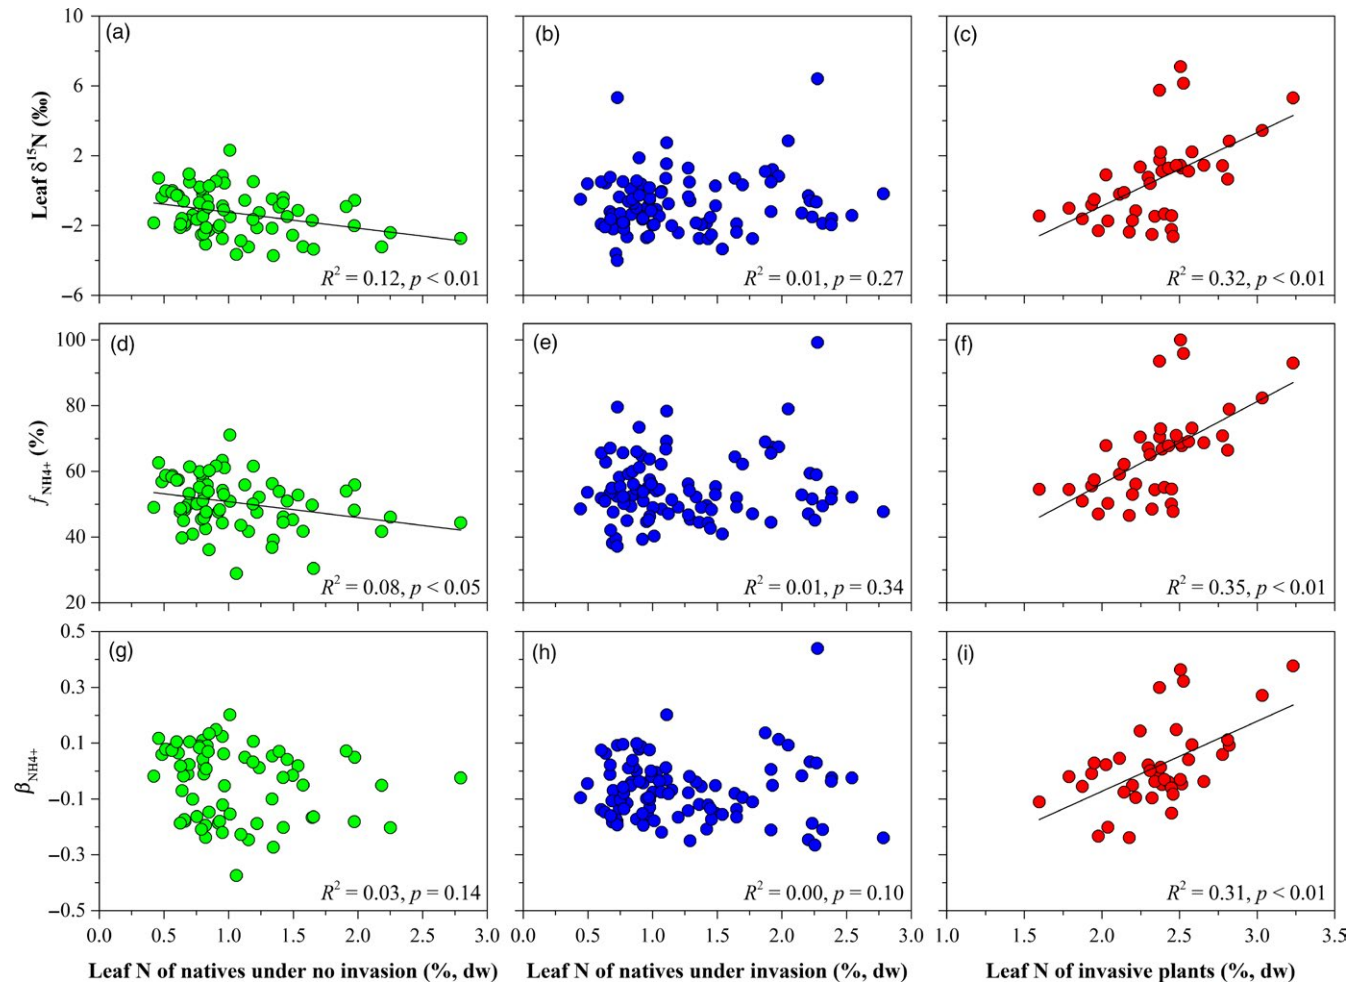 (a)
(b)
(c)
Leaf δ¹⁵N (‰)
10
6
2
−2
−6
R² = 0.12, p < 0.01
R² = 0.01, p = 0.27
R² = 0.32, p < 0.01
(d)
(e)
(f)
f NH4+ (%)
100
80
60
40
20
R² = 0.08, p < 0.05
R² = 0.01, p = 0.34
R² = 0.35, p < 0.01
(g)
(h)
(i)
β NH4+
0.5
0.3
0.1
−0.1
−0.3
−0.5
R² = 0.03, p = 0.14
R² = 0.00, p = 0.10
R² = 0.31, p < 0.01
0.0 0.5 1.0 1.5 2.0 2.5 3.0
0.0 0.5 1.0 1.5 2.0 2.5 3.0
1.0 1.5 2.0 2.5 3.0 3.5
Leaf N of natives under no invasion (%, dw)
Leaf N of natives under invasion (%, dw)
Leaf N of invasive plants (%, dw)